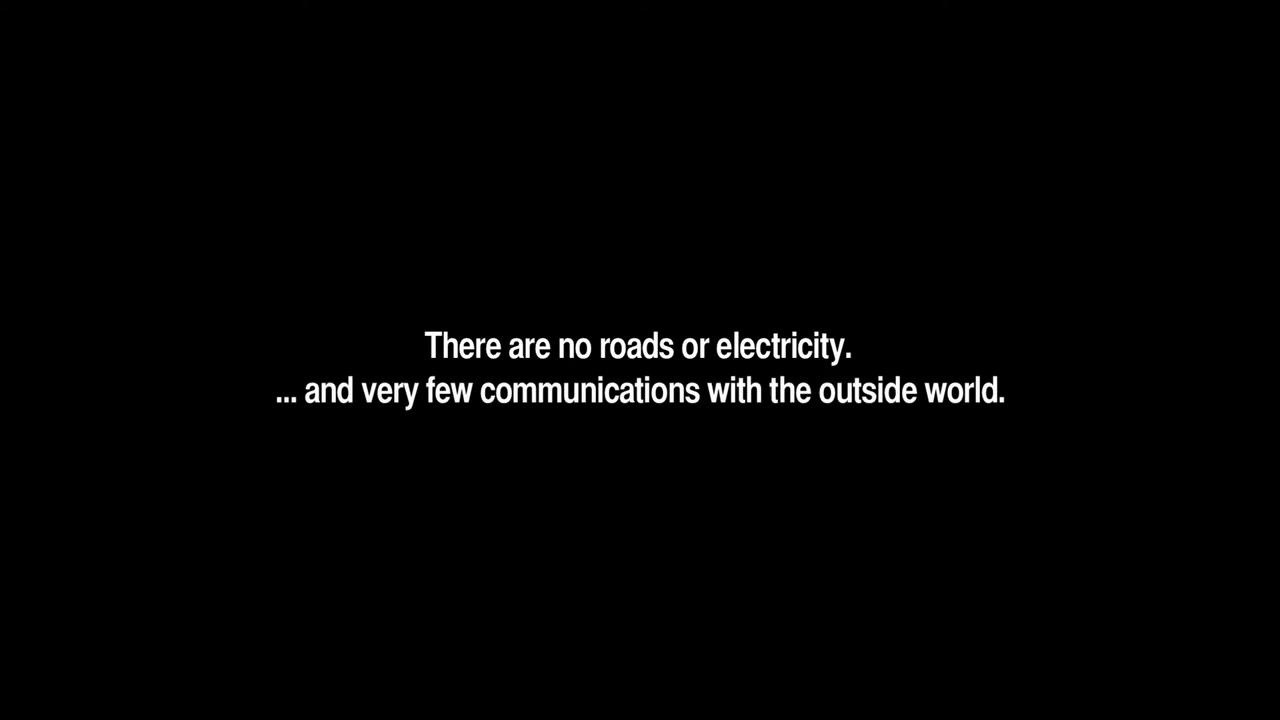 There are no roads or electricity.
... and very few communications with the outside world.